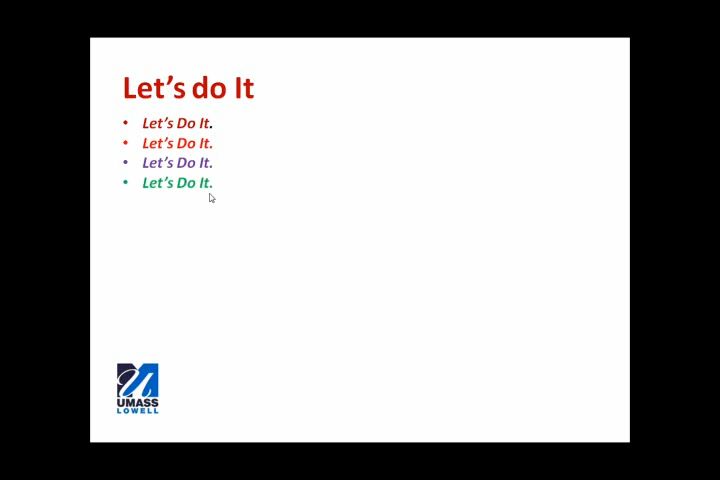 Let's do It
• Let's Do It.
• Let's Do It.
• Let's Do It.
• Let's Do It.
UMASS
LOWELL